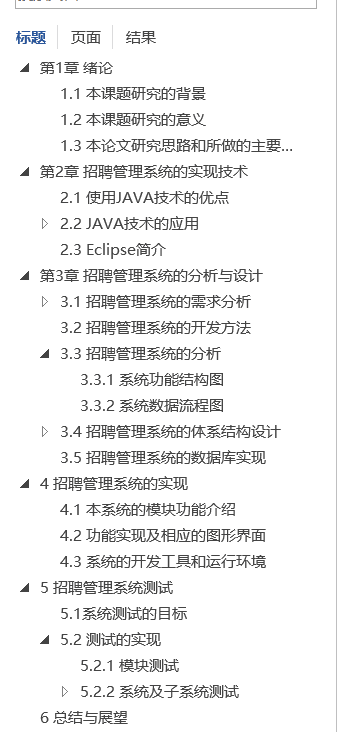 标题 页面 结果
第1章 绪论
1.1 本课题研究的背景
1.2 本课题研究的意义
1.3 本论文研究思路和所做的主要...
第2章 招聘管理系统的实现技术
2.1 使用JAVA技术的优点
2.2 JAVA技术的应用
2.3 Eclipse简介
第3章 招聘管理系统的分析与设计
3.1 招聘管理系统的需求分析
3.2 招聘管理系统的开发方法
3.3 招聘管理系统的分析
3.3.1 系统功能结构图
3.3.2 系统数据流程图
3.4 招聘管理系统的体系结构设计
3.5 招聘管理系统的数据库实现
4 招聘管理系统的实现
4.1 本系统的模块功能介绍
4.2 功能实现及相应的图形界面
4.3 系统的开发工具和运行环境
5 招聘管理系统测试
5.1系统测试的目标
5.2 测试的实现
5.2.1 模块测试
5.2.2 系统及子系统测试
6 总结与展望